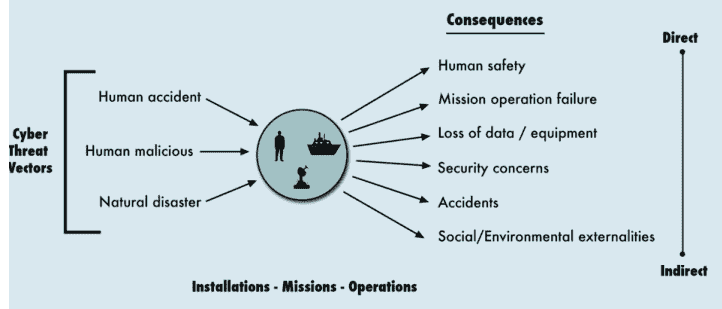 Consequences
Direct
Human safety
Human accident
Mission operation failure
Cyber
Threat
Vectors
Human malicious
Loss of data / equipment
Security concerns
Natural disaster
Accidents
Social/Environmental externalities
Indirect
Installations - Missions - Operations